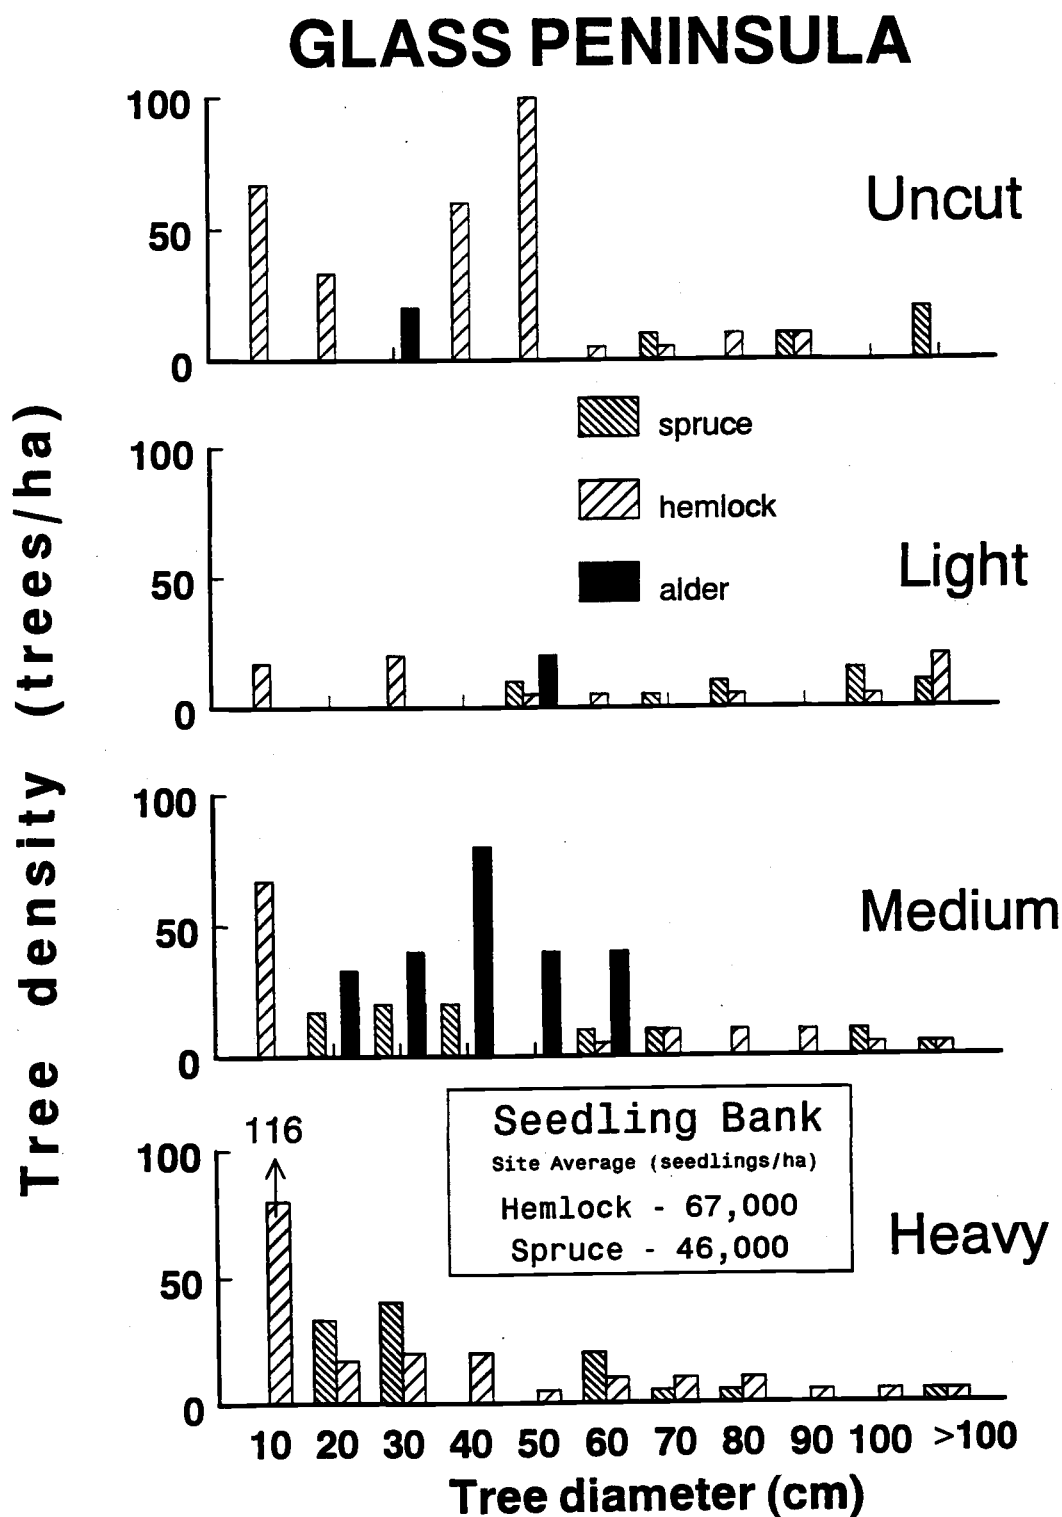 GLASS PENINSULA
Tree density (trees/ha)
100
50
0
Uncut
spruce
hemlock
alder
100
50
0
Light
100
50
0
Medium
116
100
50
0
Seedling Bank
Site Average (seedlings/ha)
Hemlock - 67,000
Spruce - 46,000
Heavy
10 20 30 40 50 60 70 80 90 100 >100
Tree diameter (cm)